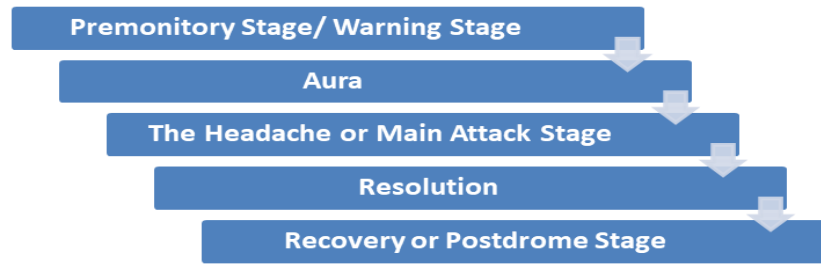 Premonitory Stage/ Warning Stage
Aura
The Headache or Main Attack Stage
Resolution
Recovery or Postdrome Stage